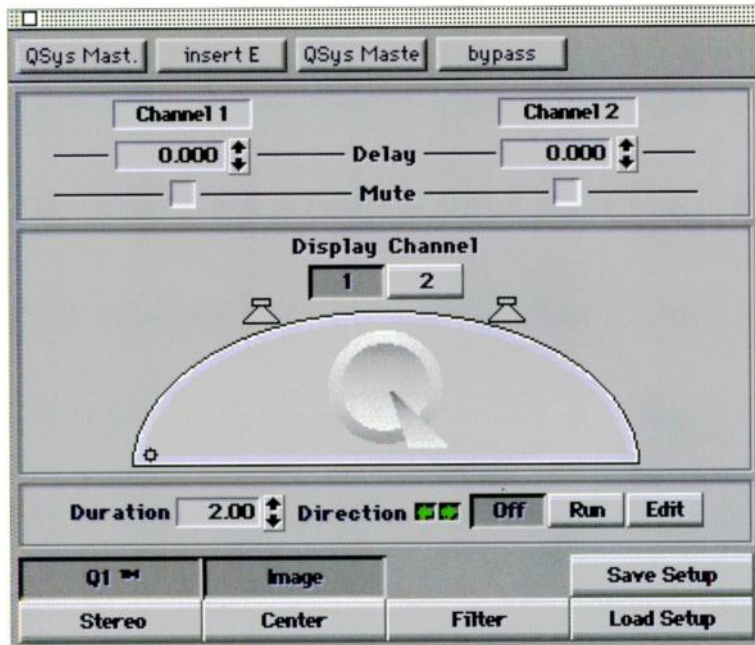 QSys Mast. insert E QSys Maste bypass
Channel 1 Channel 2
0.000 Delay 0.000
Mute
Display Channel
1 2
Duration 2.00 Direction Off Run Edit
Q1 ™ Image Save Setup
Stereo Center Filter Load Setup